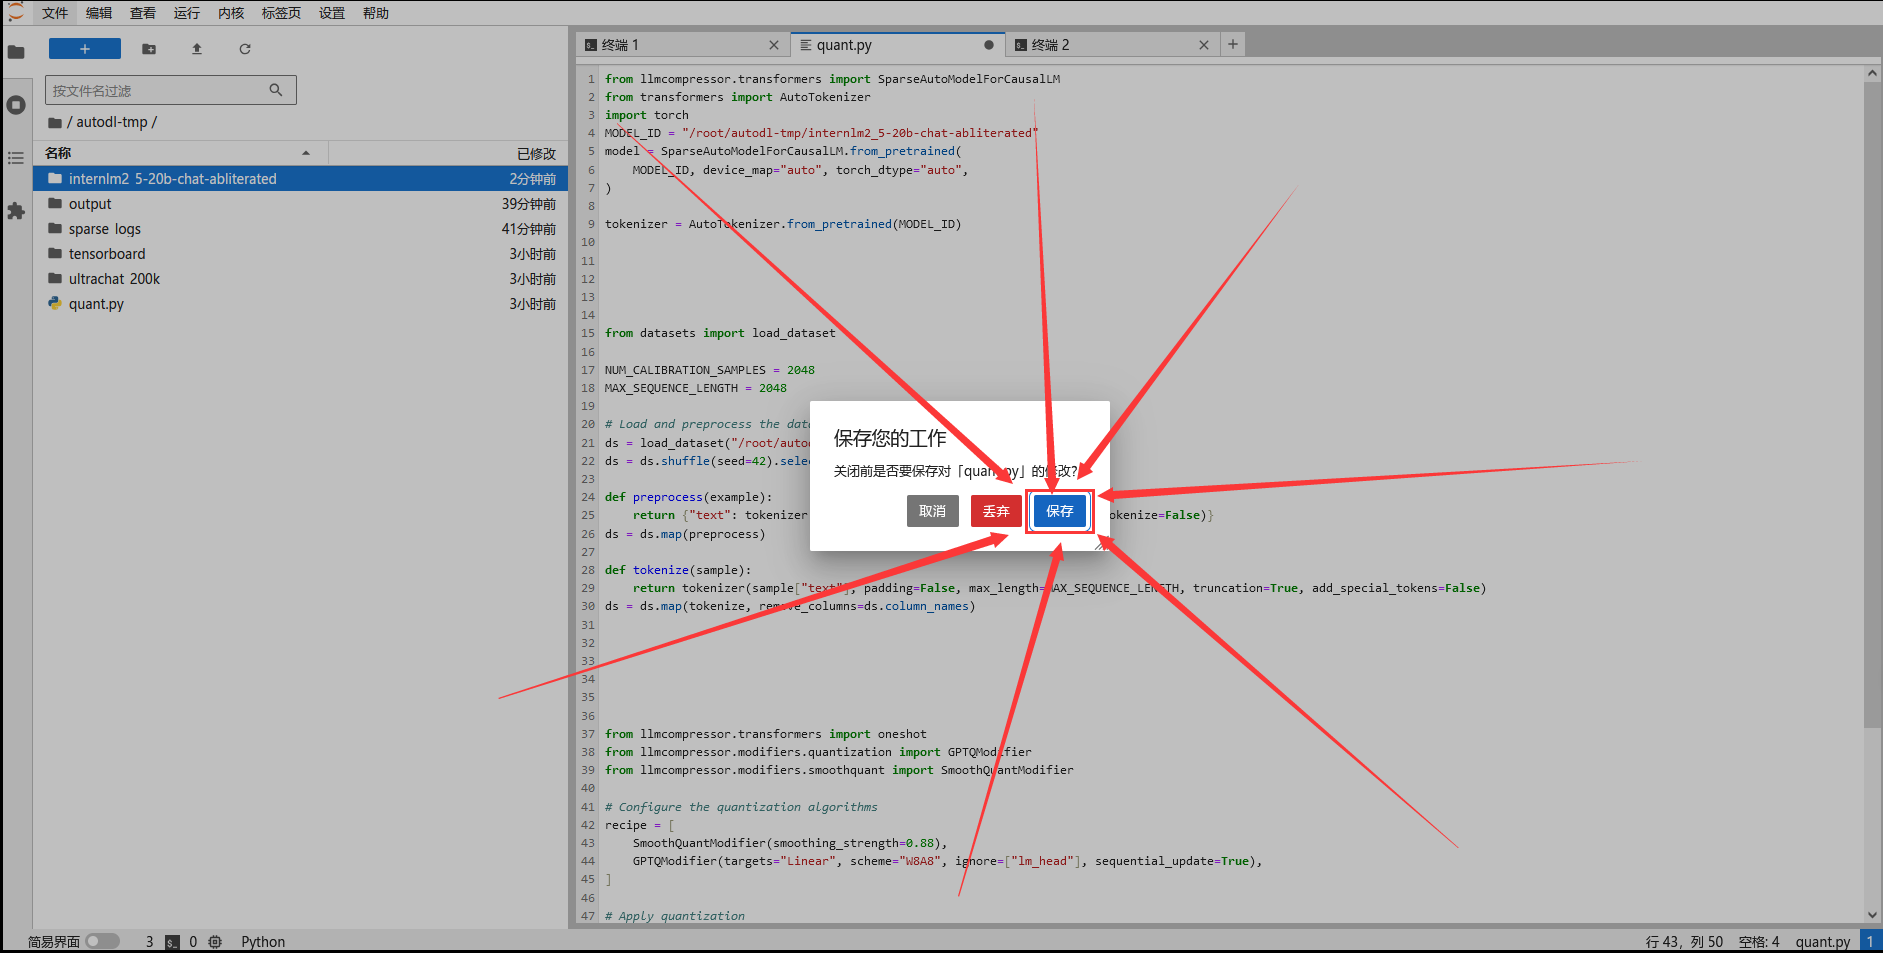 文件 编辑 查看 运行 内核 标签页 设置 帮助
+
按文件名过滤
/ autodl-tmp /
名称 已修改
internlm2_5-20b-chat-abliterated 2分钟前
output 39分钟前
sparse_logs 41分钟前
tensorboard 3小时前
ultrachat_200k 3小时前
quant.py 3小时前
终端 1 × quant.py 终端 2 × +
1 from llmcompressor.transformers import SparseAutoModelForCausalLM
2 from transformers import AutoTokenizer
3 import torch
4 MODEL_ID = "/root/autodl-tmp/internlm2_5-20b-chat-abliterated"
5 model = SparseAutoModelForCausalLM.from_pretrained(
6     MODEL_ID, device_map="auto", torch_dtype="auto",
7 )
8
9 tokenizer = AutoTokenizer.from_pretrained(MODEL_ID)
10
11
12
13
14
15 from datasets import load_dataset
16
17 NUM_CALIBRATION_SAMPLES = 2048
18 MAX_SEQUENCE_LENGTH = 2048
19
20 # Load and preprocess the
21 ds = load_dataset("/root/
22 ds = ds.shuffle(seed=42).
23
24 def preprocess(example):
25     return {"text": tokenizer =False)}
26 ds = ds.map(preprocess)
27
28 def tokenize(sample):
29     return tokenizer(sample["text"], padding=False, max_length=MAX_SEQUENCE_LENGTH, truncation=True, add_special_tokens=False)
30 ds = ds.map(tokenize, remove_columns=ds.column_names)
31
32
33
34
35
36
37 from llmcompressor.transformers import oneshot
38 from llmcompressor.modifiers.quantization import GPTQModifier
39 from llmcompressor.modifiers.smoothquant import SmoothQuantModifier
40
41 # Configure the quantization algorithms
42 recipe = [
43     SmoothQuantModifier(smoothing_strength=0.88),
44     GPTQModifier(targets="Linear", scheme="W8A8", ignore=["lm_head"], sequential_update=True),
45 ]
46
47 # Apply quantization
保存您的工作
关闭前是否要保存对「quant.py」的修改?
取消 丢弃 保存
简易界面 3 $_ 0 Python 行 43，列 50 空格: 4 quant.py 1